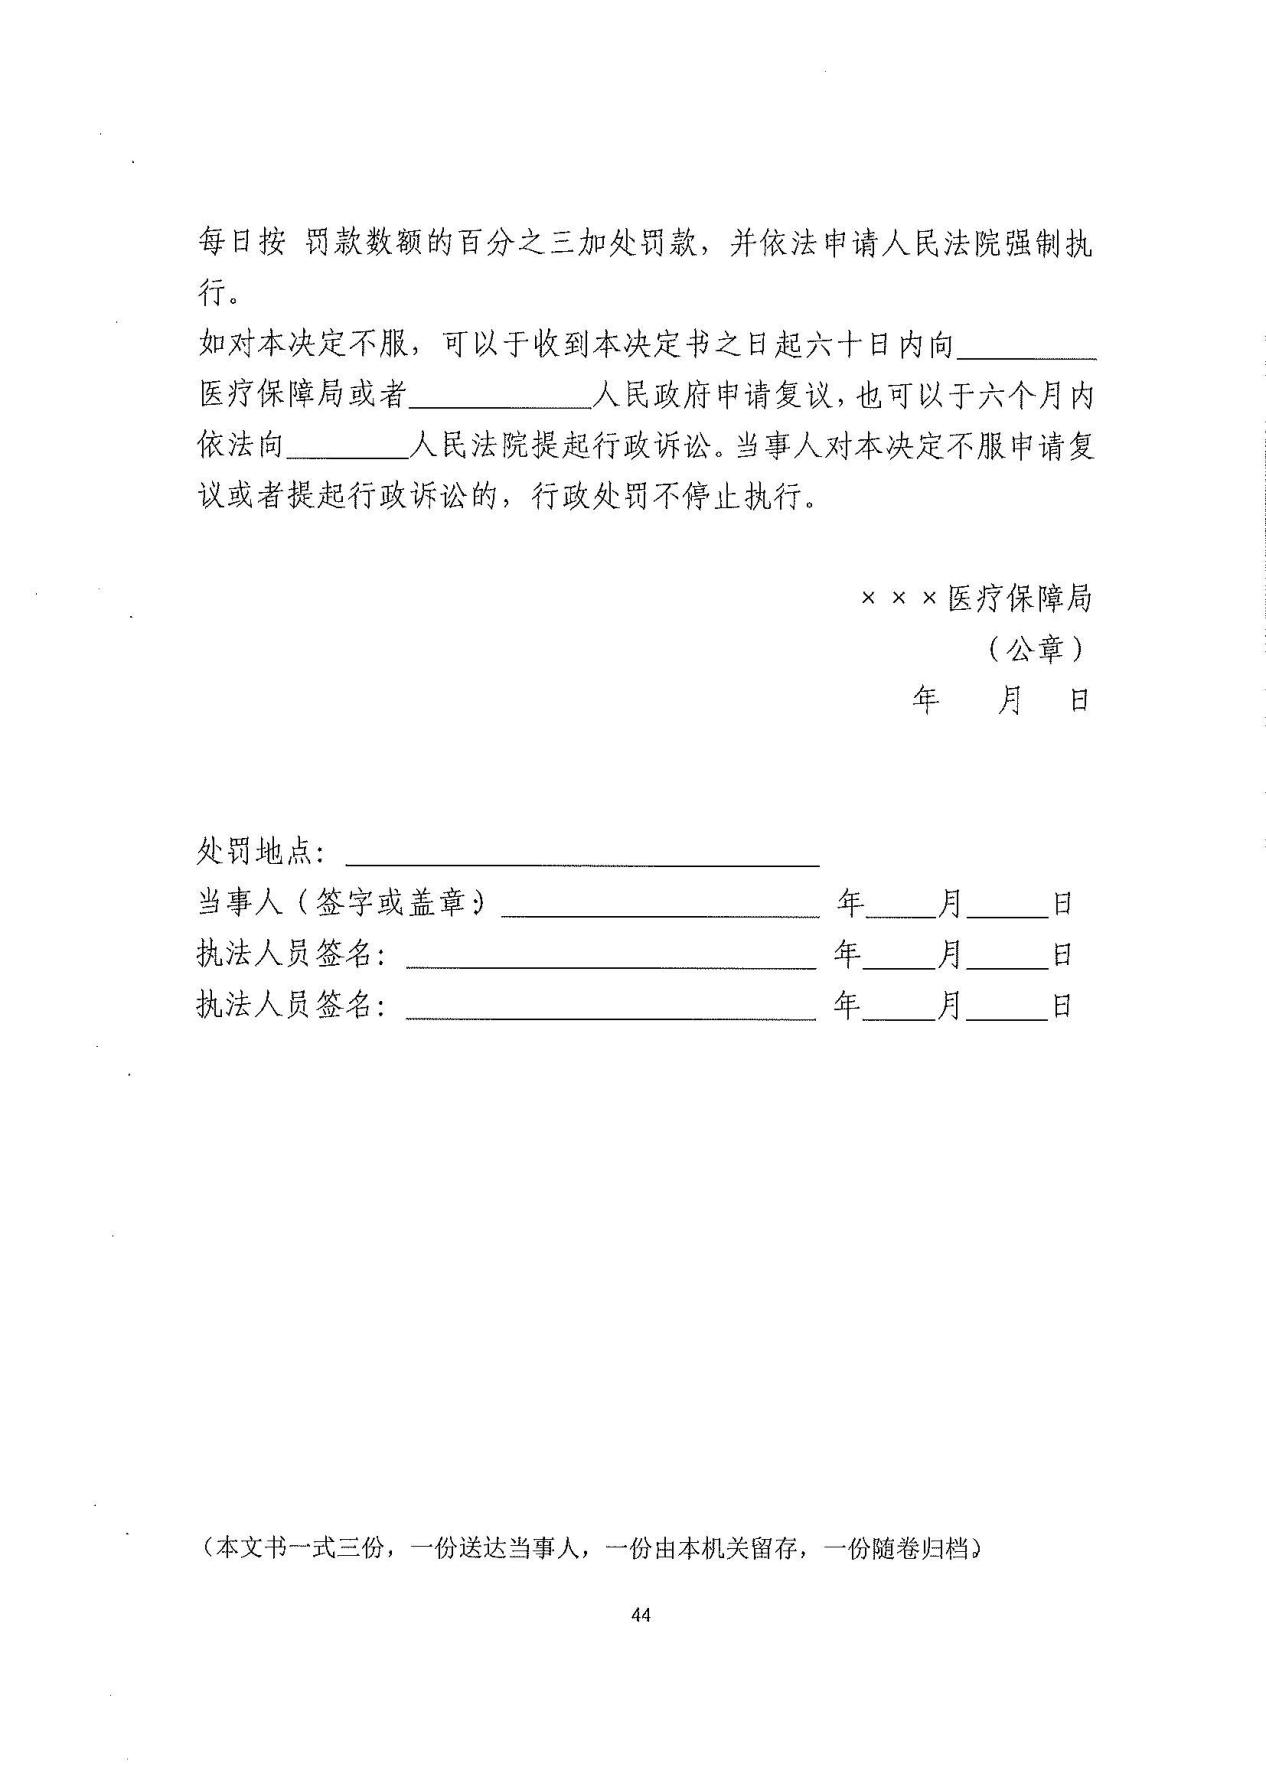 每日按 罚款数额的百分之三加处罚款，并依法申请人民法院强制执
行。
如对本决定不服，可以于收到本决定书之日起六十日内向_________
医疗保障局或者____________人民政府申请复议，也可以于六个月内
依法向________人民法院提起行政诉讼。当事人对本决定不服申请复
议或者提起行政诉讼的，行政处罚不停止执行。
×××医疗保障局
（公章）
年 月 日
处罚地点：_______________________________
当事人（签字或盖章）：_____________________ 年_____月_____日
执法人员签名：___________________________ 年_____月_____日
执法人员签名：___________________________ 年_____月_____日
（本文书一式三份，一份送达当事人，一份由本机关留存，一份随卷归档。）
44